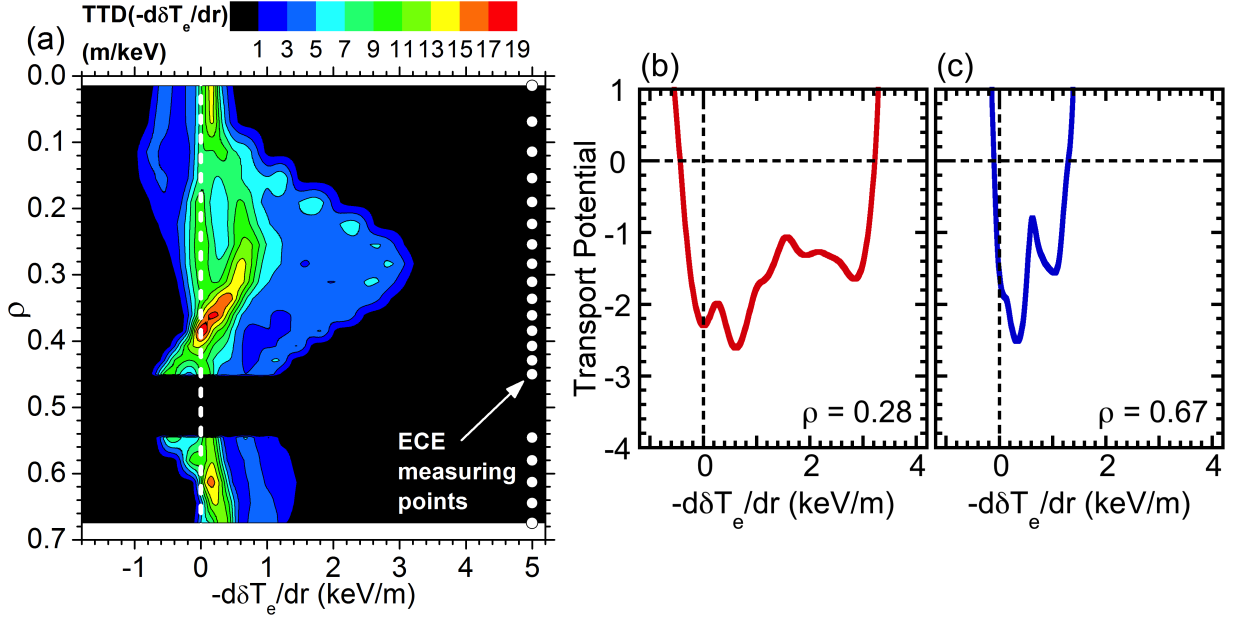 TTD(-dδTe/dr)
(a)
(m/keV) 1 3 5 7 9 11 13 15 17 19
0.0
0.1
0.2
0.3
0.4
0.5
0.6
0.7
ρ
ECE
measuring
points
-1 0 1 2 3 4 5
-dδTe/dr (keV/m)
(b)
1
0
-1
-2
-3
-4
Transport Potential
ρ = 0.28
0 2 4
-dδTe/dr (keV/m)
(c)
ρ = 0.67
0 2 4
-dδTe/dr (keV/m)